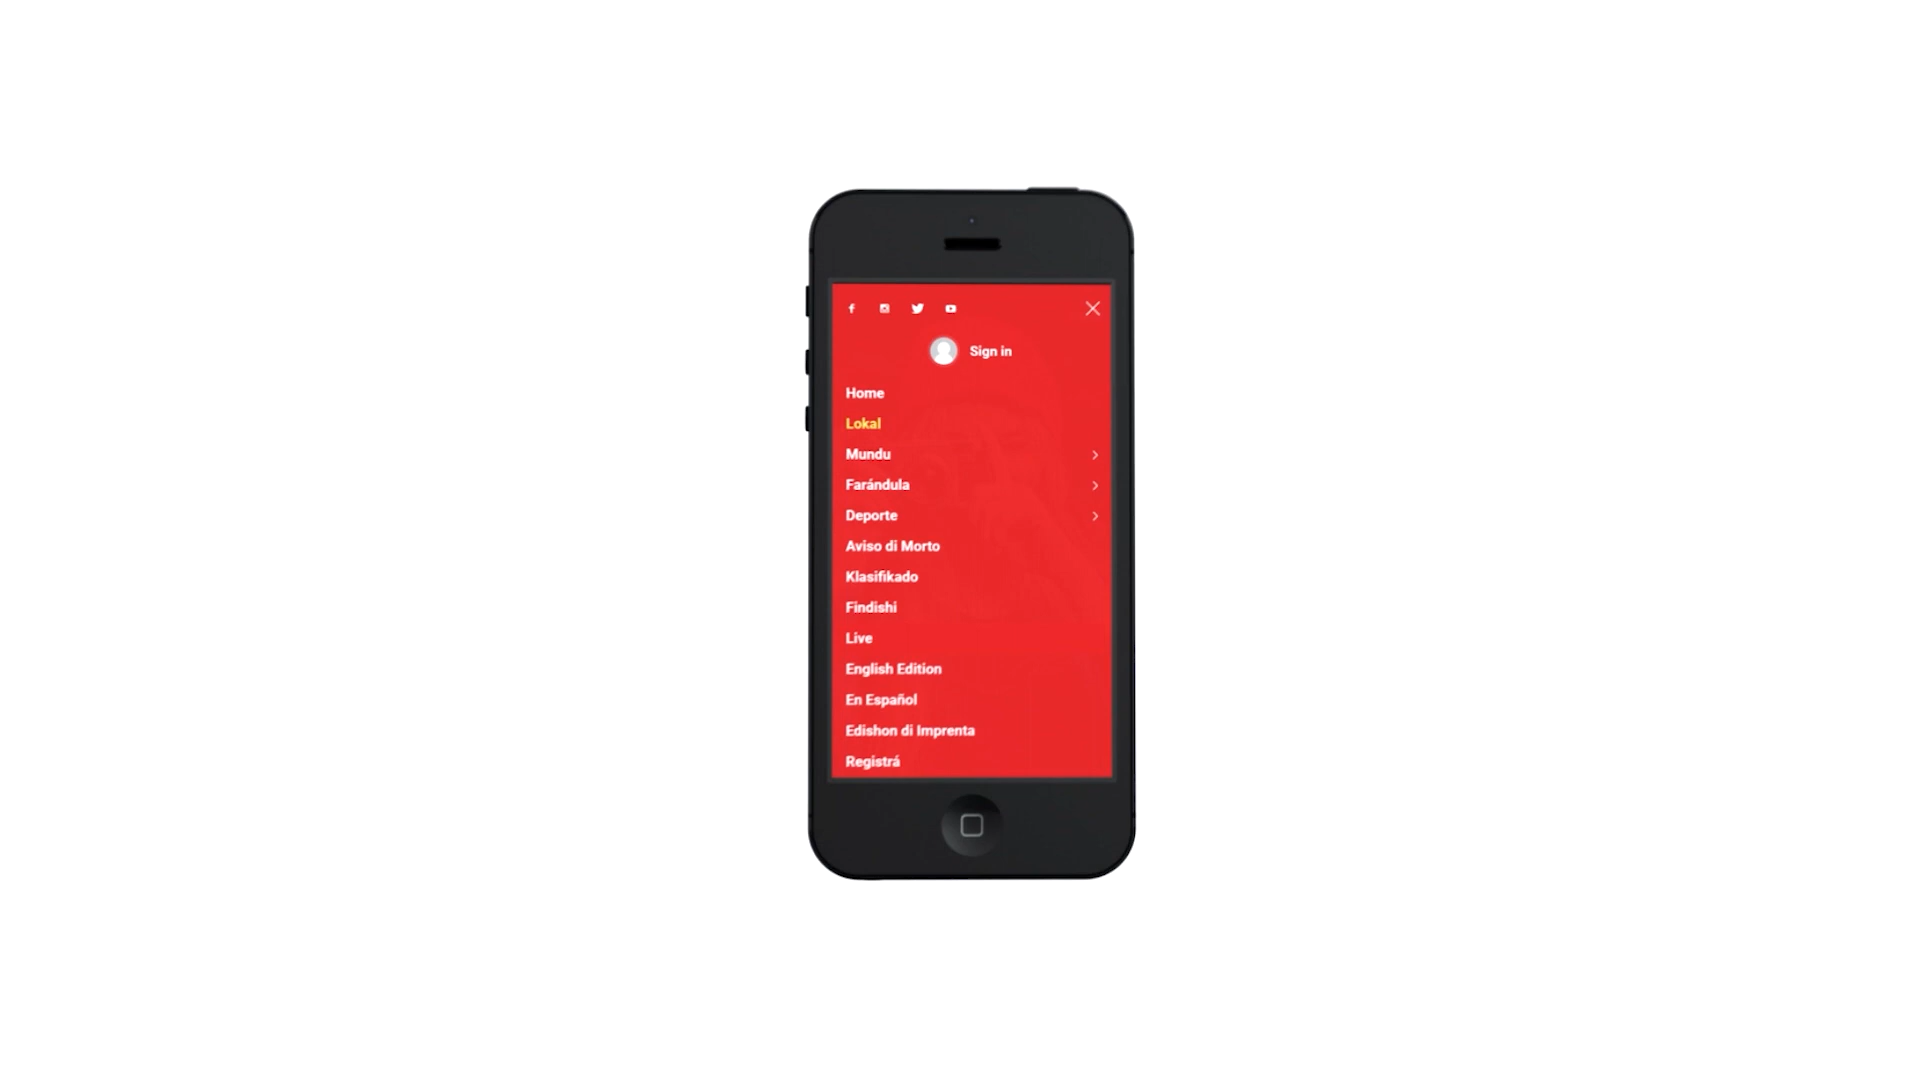 Sign in
Home
Lokal
Mundu
Farándula
Deporte
Aviso di Morto
Klasifikado
Findishi
Live
English Edition
En Español
Edishon di Imprenta
Registrá